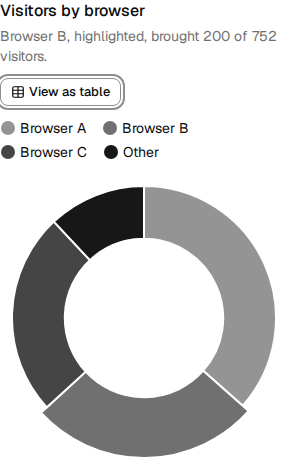 Visitors by browser
Browser B, highlighted, brought 200 of 752
visitors.
View as table
Browser A Browser B
Browser C Other